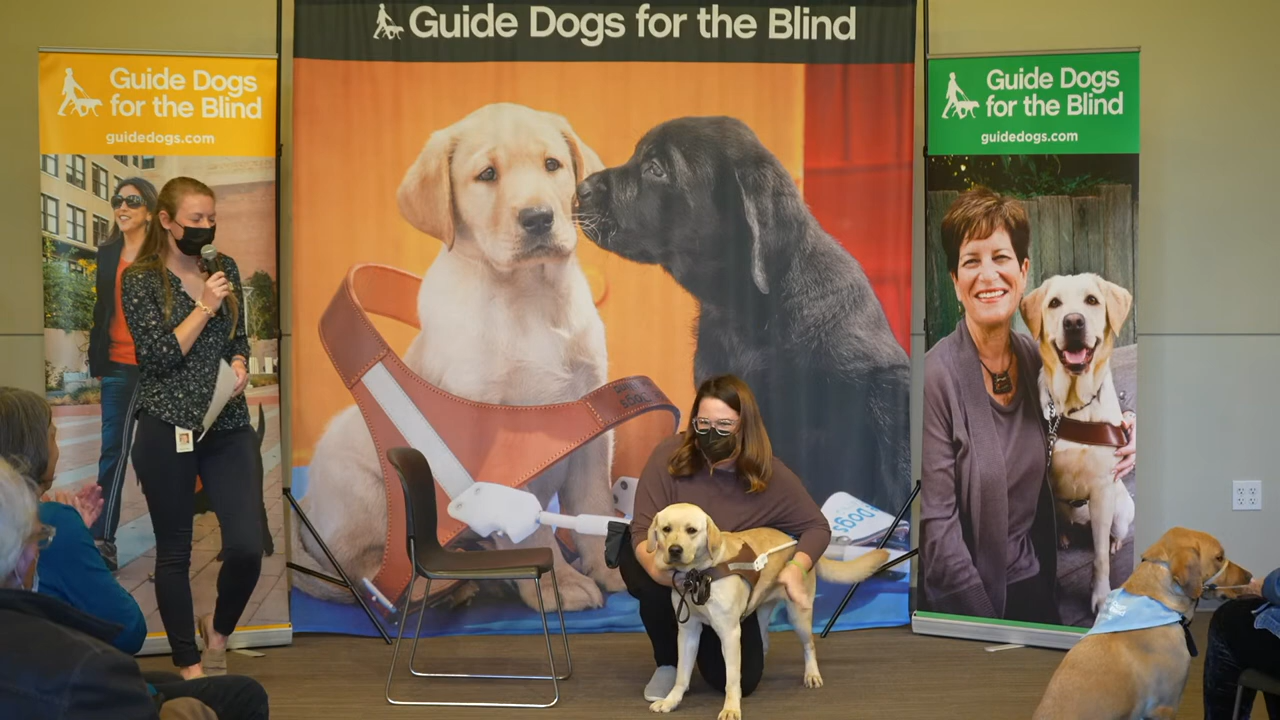 Guide Dogs for the Blind
Guide Dogs
for the Blind
guidedogs.com
Guide Dogs
for the Blind
guidedogs.com
Dogs